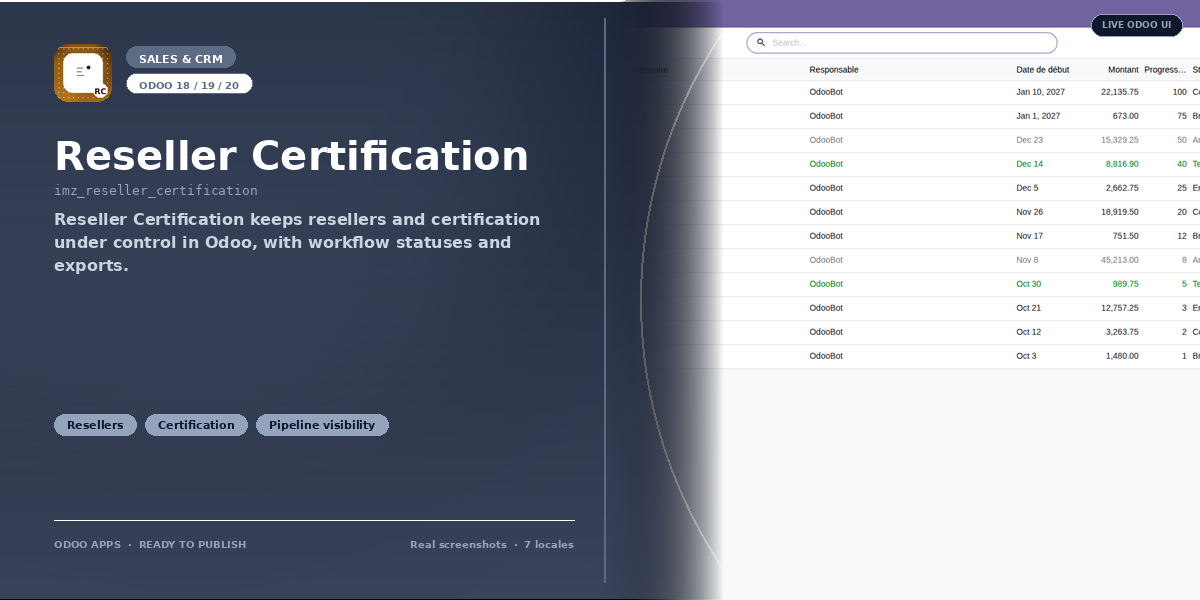 RC
SALES & CRM
ODOO 18 / 19 / 20
Reseller Certification
imz_reseller_certification
Reseller Certification keeps resellers and certification
under control in Odoo, with workflow statuses and
exports.
Resellers Certification Pipeline visibility
ODOO APPS · READY TO PUBLISH
Real screenshots · 7 locales
LIVE ODOO UI
Search...
Responsable Date de début Montant Progress...
OdooBot Jan 10, 2027 22,135.75 100
OdooBot Jan 1, 2027 673.00 75
OdooBot Dec 23 15,329.25 50
OdooBot Dec 14 8,816.90 40
OdooBot Dec 5 2,662.75 25
OdooBot Nov 26 18,919.50 20
OdooBot Nov 17 751.50 12
OdooBot Nov 8 45,213.00 8
OdooBot Oct 30 989.75 5
OdooBot Oct 21 12,757.25 3
OdooBot Oct 12 3,263.75 2
OdooBot Oct 3 1,480.00 1